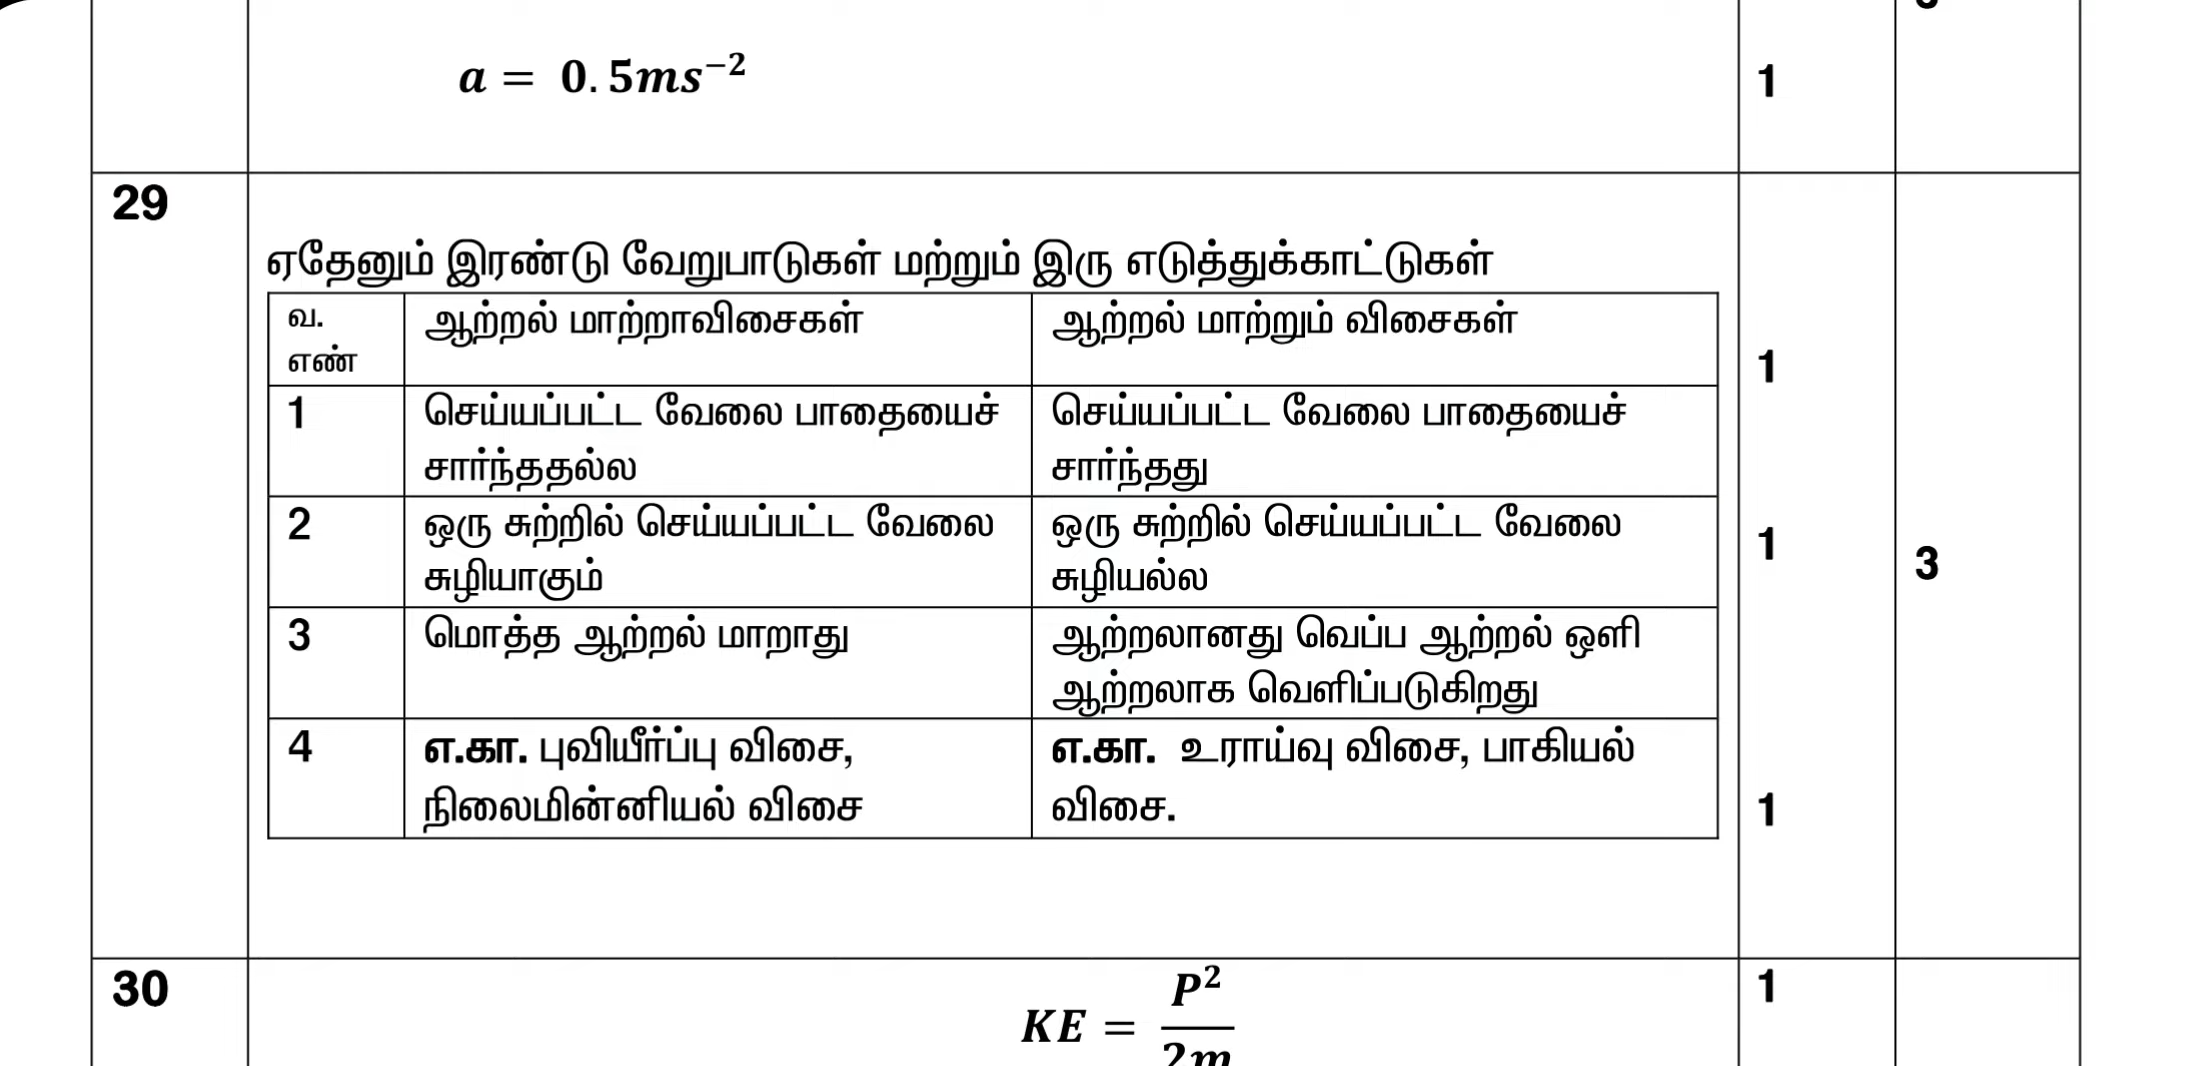 a = 0.5ms⁻²
1
29
ஏதேனும் இரண்டு வேறுபாடுகள் மற்றும் இரு எடுத்துக்காட்டுகள்
வ. எண்
ஆற்றல் மாற்றாவிசைகள்
ஆற்றல் மாற்றும் விசைகள்
1
1
செய்யப்பட்ட வேலை பாதையைச்
சார்ந்ததல்ல
செய்யப்பட்ட வேலை பாதையைச்
சார்ந்தது
2
ஒரு சுற்றில் செய்யப்பட்ட வேலை
சுழியாகும்
ஒரு சுற்றில் செய்யப்பட்ட வேலை
சுழியல்ல
1
3
3
மொத்த ஆற்றல் மாறாது
ஆற்றலானது வெப்ப ஆற்றல் ஒளி
ஆற்றலாக வெளிப்படுகிறது
4
எ.கா. புவியீர்ப்பு விசை,
நிலைமின்னியல் விசை
எ.கா. உராய்வு விசை, பாகியல்
விசை.
1
30
KE = P²/2m
1